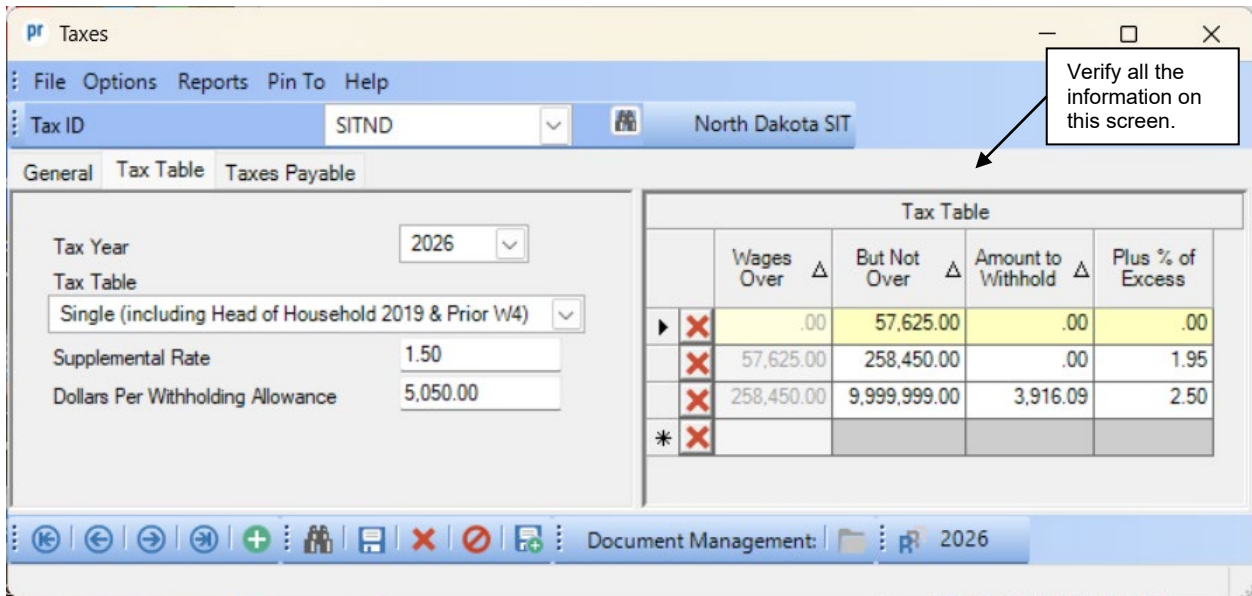 pr Taxes
Verify all the
information on
this screen.
File Options Reports Pin To Help
Tax ID SITND North Dakota SIT
General Tax Table Taxes Payable
Tax Year 2026
Tax Table
Single (including Head of Household 2019 & Prior W4)
Supplemental Rate 1.50
Dollars Per Withholding Allowance 5,050.00
Tax Table
Wages Over But Not Over Amount to Withhold Plus % of Excess
.00 57,625.00 .00 .00
57,625.00 258,450.00 .00 1.95
258,450.00 9,999,999.00 3,916.09 2.50
Document Management: 2026